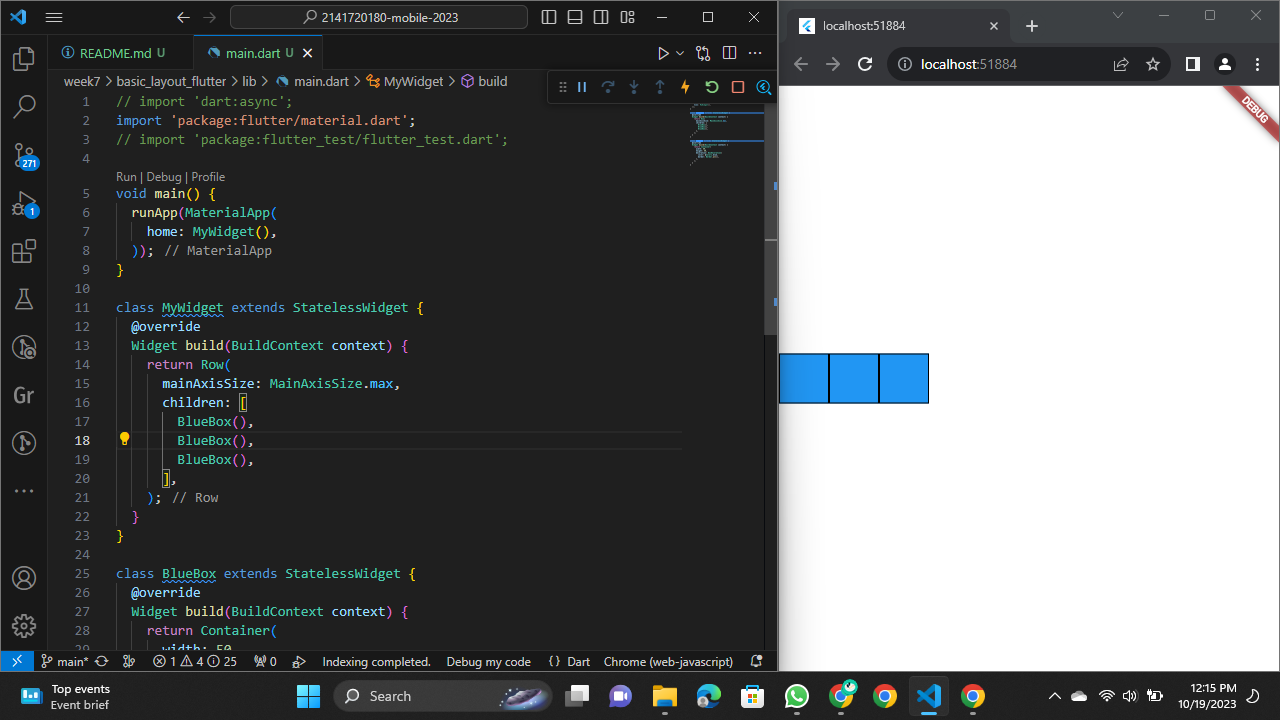 2141720180-mobile-2023
README.md U
main.dart U
week7 > basic_layout_flutter > lib > main.dart > MyWidget > build
1 // import 'dart:async';
2 import 'package:flutter/material.dart';
3 // import 'package:flutter_test/flutter_test.dart';
4
Run | Debug | Profile
5 void main() {
6 runApp(MaterialApp(
7 home: MyWidget(),
8 )); // MaterialApp
9 }
10
11 class MyWidget extends StatelessWidget {
12 @override
13 Widget build(BuildContext context) {
14 return Row(
15 mainAxisSize: MainAxisSize.max,
16 children: [
17 BlueBox(),
18 BlueBox(),
19 BlueBox(),
20 ],
21 ); // Row
22 }
23 }
24
25 class BlueBox extends StatelessWidget {
26 @override
27 Widget build(BuildContext context) {
28 return Container(
29 width: 50
271
1
Gr
main* 1 4 25 0 Indexing completed. Debug my code { } Dart Chrome (web-javascript)
localhost:51884
localhost:51884
DEBUG
Top events
Event brief
Search
12:15 PM
10/19/2023